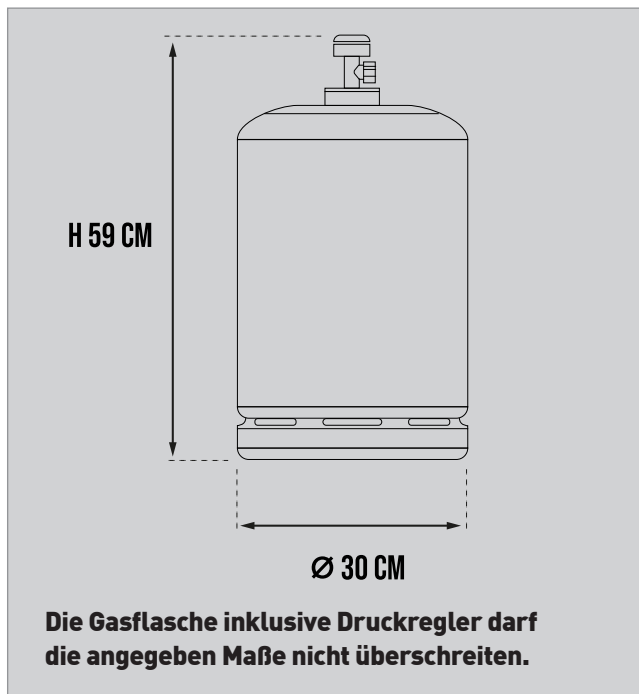 H 59 CM
Ø 30 CM
Die Gasflasche inklusive Druckregler darf
die angegeben Maße nicht überschreiten.